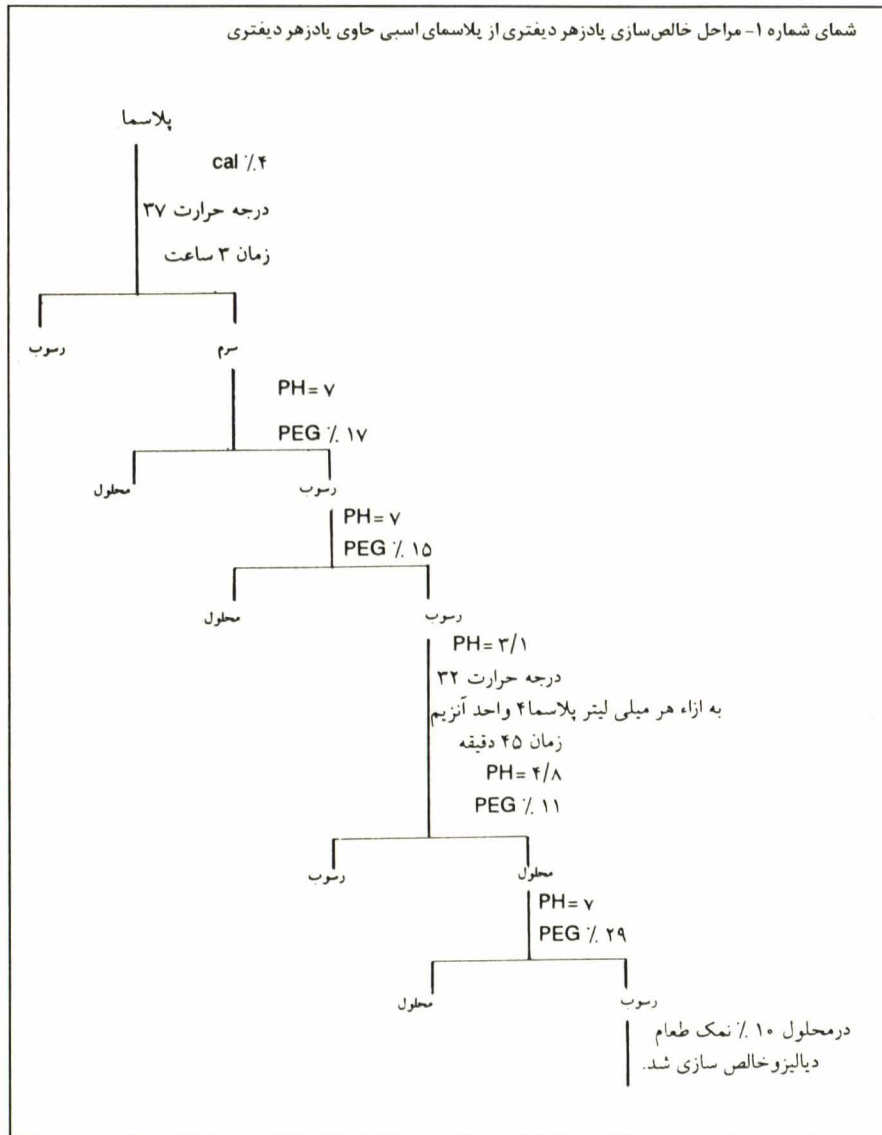 شمای شماره ۱- مراحل خالص‌سازی پادزهر دیفتری از پلاسمای اسبی حاوی پادزهر دیفتری
پلاسما
cal ٪۴
درجه حرارت ۳۷
زمان ۳ ساعت
سرم
رسوب
PH= ۷
PEG ٪ ۱۷
رسوب
محلول
PH= ۷
PEG ٪ ۱۵
رسوب
محلول
PH= ۳/۱
درجه حرارت ۳۲
به ازاء هر میلی لیتر پلاسما۴ واحد آنزیم
زمان ۴۵ دقیقه
PH= ۴/۸
PEG ٪ ۱۱
محلول
رسوب
PH= ۷
PEG ٪ ۲۹
رسوب
محلول
درمحلول ۱۰ ٪ نمک طعام
دیالیزوخالص سازی شد.